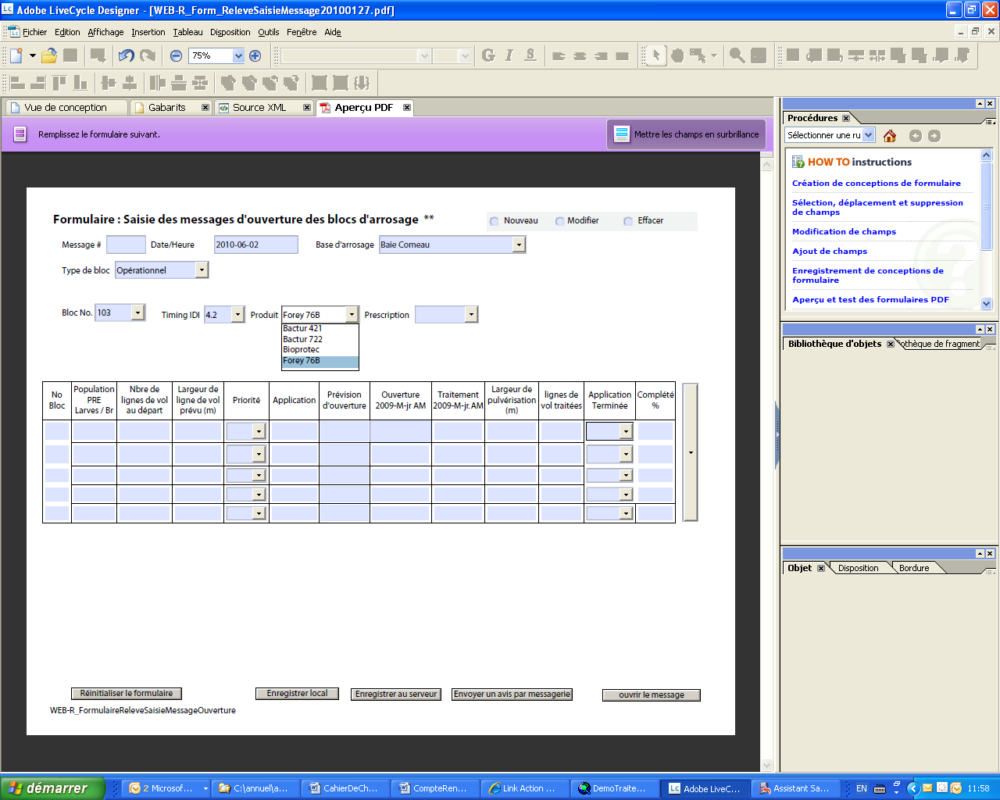 Adobe LiveCycle Designer - [WEB-R_Form_ReleveSaisieMessage20100127.pdf]
Fichier Edition Affichage Insertion Tableau Disposition Outils Fenêtre Aide
75% G I S
Vue de conception Gabarits Source XML Aperçu PDF
Remplissez le formulaire suivant. Mettre les champs en surbrillance
Formulaire : Saisie des messages d'ouverture des blocs d'arrosage ** Nouveau Modifier Effacer
Message # Date/Heure 2010-06-02 Base d'arrosage Baie Comeau
Type de bloc Opérationnel
Bloc No. 103 Timing IDI 4.2 Produit Forey 76B Prescription
Bactur 421
Bactur 722
Bioprotec
Forey 76B
No Bloc
Population PRE Larves / Br
Nbre de lignes de vol au départ
Largeur de ligne de vol prévu (m)
Priorité
Application
Prévision d'ouverture
Ouverture 2009-M-jr AM
Traitement 2009-M-jr. AM
Largeur de pulvérisation (m)
lignes de vol traitées
Application Terminée
Complété %
Réinitialiser le formulaire Enregistrer local Enregistrer au serveur Envoyer un avis par messagerie ouvrir le message
WEB-R_FormulaireReleveSaisieMessageOuverture
Procédures
Sélectionner une ru
HOW TO instructions
Création de conceptions de formulaire
Sélection, déplacement et suppression
de champs
Modification de champs
Ajout de champs
Enregistrement de conceptions de
formulaire
Aperçu et test des formulaires PDF
Bibliothèque d'objets iothèque de fragment
Objet Disposition Bordure
démarrer 2 Microsof... C:\annuel\a... CahierDeCh... CompteRen... Link Action ... DemoTraite... Adobe LiveC... Assistant Sa... EN 11:58